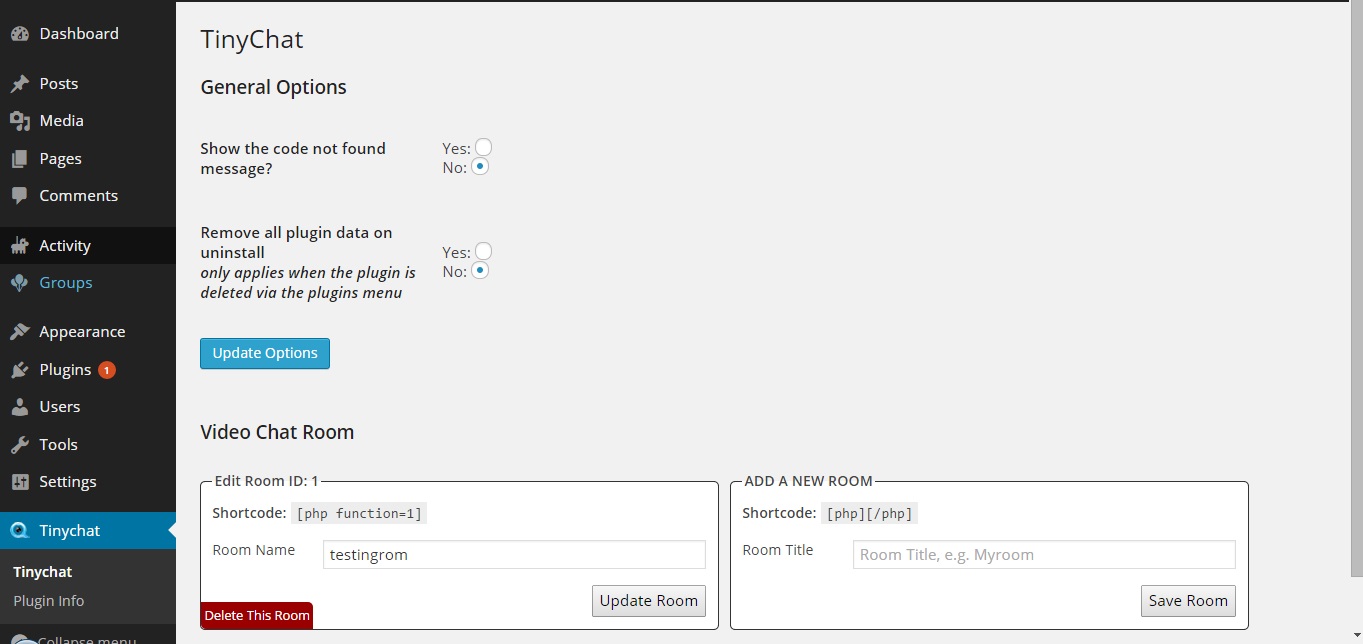 Dashboard
Posts
Media
Pages
Comments
Activity
Groups
Appearance
Plugins 1
Users
Tools
Settings
Tinychat
Tinychat
Plugin Info
Collapse menu
TinyChat
General Options
Show the code not found
message?
Yes:
No:
Remove all plugin data on
uninstall
only applies when the plugin is
deleted via the plugins menu
Yes:
No:
Update Options
Video Chat Room
Edit Room ID: 1
Shortcode: [php function=1]
Room Name testingrom
Update Room
Delete This Room
ADD A NEW ROOM
Shortcode: [php][/php]
Room Title Room Title, e.g. Myroom
Save Room